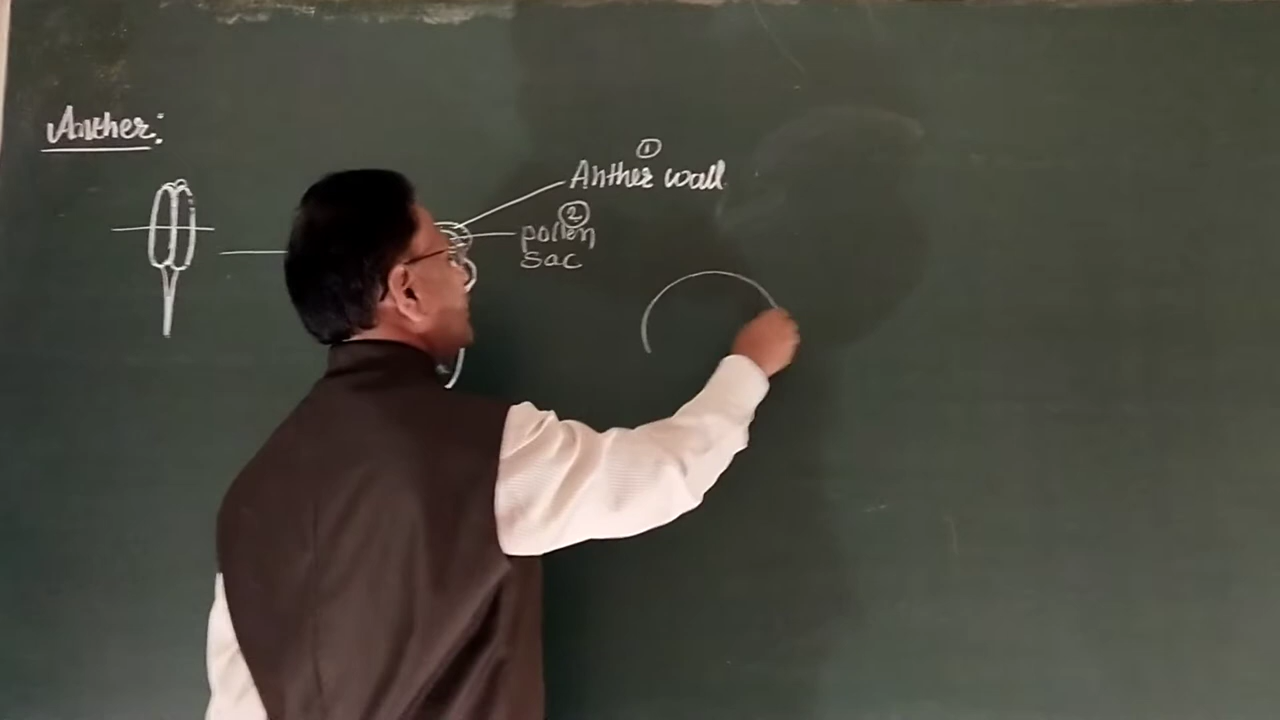 Anther:
①
Anther wall
②
pollen
sac